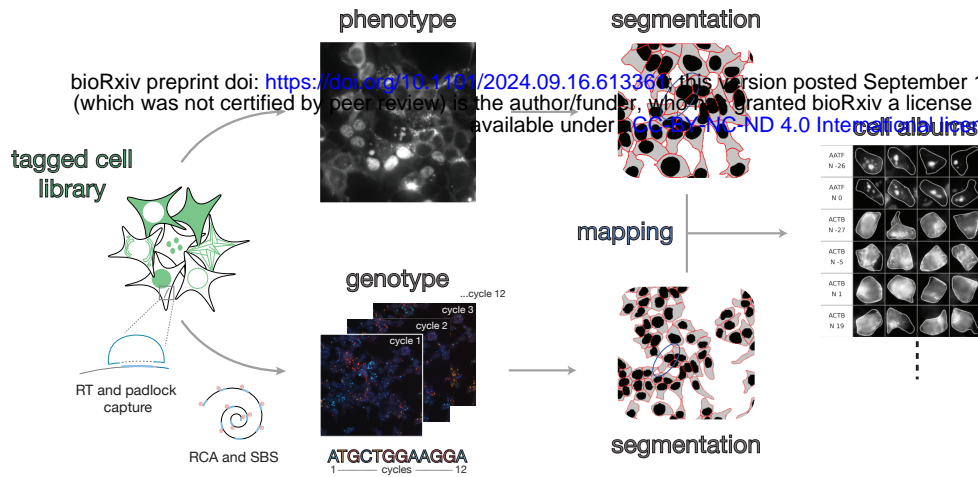 phenotype
segmentation
bioRxiv preprint doi: https://doi.org/10.1101/2024.09.16.613361; this version posted September 1
(which was not certified by peer review) is the author/funder, who has granted bioRxiv a license
available under CC-BY-NC-ND 4.0 International
cell albums
tagged cell
library
AATF
N -26
AATF
N 0
ACTB
N -27
ACTB
N -5
ACTB
N 1
ACTB
N 19
mapping
genotype
...cycle 12
cycle 3
cycle 2
cycle 1
RT and padlock
capture
RCA and SBS
segmentation
ATGCTGGAAGGA
1 cycles 12